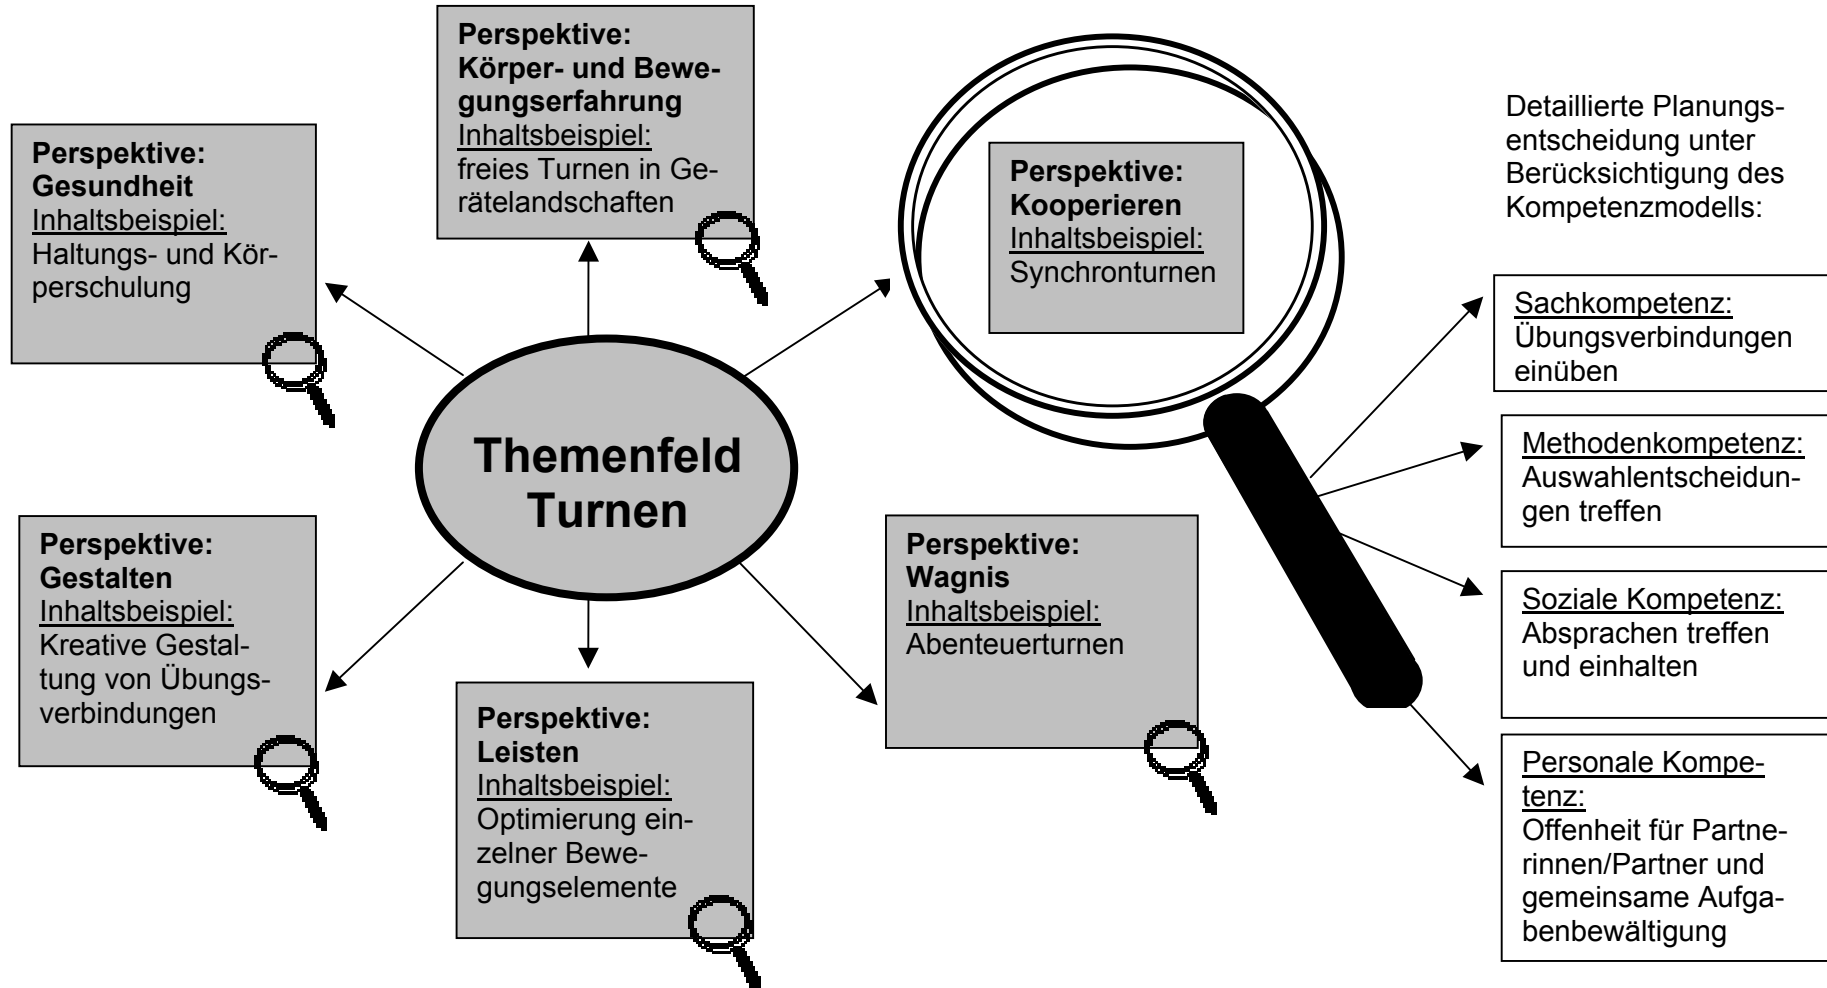 Perspektive:
Gesundheit
Inhaltsbeispiel:
Haltungs- und Kör-
perschulung
Perspektive:
Körper- und Bewe-
gungserfahrung
Inhaltsbeispiel:
freies Turnen in Ge-
rätelandschaften
Perspektive:
Kooperieren
Inhaltsbeispiel:
Synchronturnen
Detaillierte Planungs-
entscheidung unter
Berücksichtigung des
Kompetenzmodells:
Themenfeld
Turnen
Perspektive:
Gestalten
Inhaltsbeispiel:
Kreative Gestal-
tung von Übungs-
verbindungen
Perspektive:
Leisten
Inhaltsbeispiel:
Optimierung ein-
zelner Bewe-
gungselemente
Perspektive:
Wagnis
Inhaltsbeispiel:
Abenteuerturnen
Sachkompetenz:
Übungsverbindungen
einüben
Methodenkompetenz:
Auswahlentscheidun-
gen treffen
Soziale Kompetenz:
Absprachen treffen
und einhalten
Personale Kompe-
tenz:
Offenheit für Partne-
rinnen/Partner und
gemeinsame Aufga-
benbewältigung